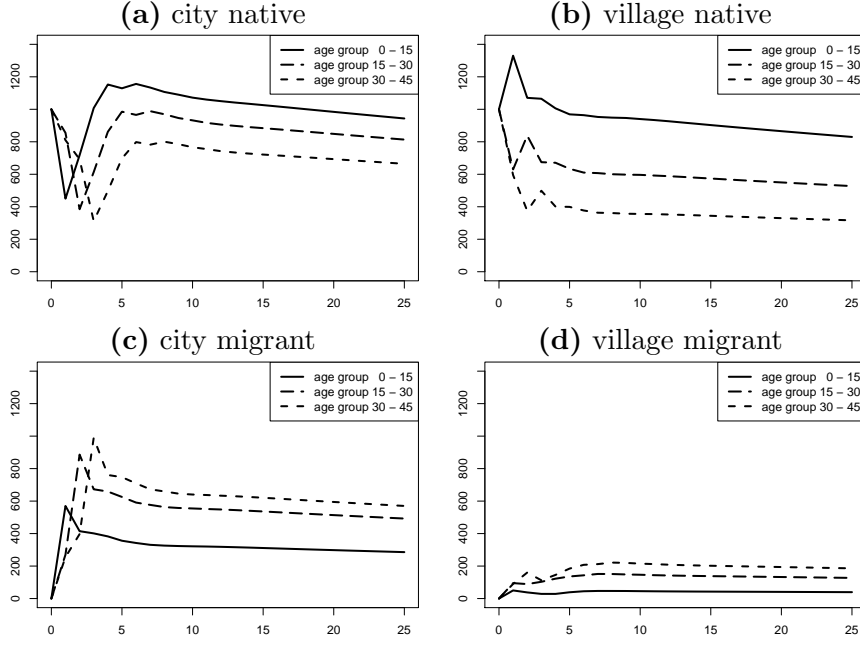 (a) city native
(b) village native
age group 0 – 15
age group 15 – 30
age group 30 – 45
0 200 400 600 800 1200
0 5 10 15 20 25
age group 0 – 15
age group 15 – 30
age group 30 – 45
0 200 400 600 800 1200
0 5 10 15 20 25
(c) city migrant
(d) village migrant
age group 0 – 15
age group 15 – 30
age group 30 – 45
0 200 400 600 800 1200
0 5 10 15 20 25
age group 0 – 15
age group 15 – 30
age group 30 – 45
0 200 400 600 800 1200
0 5 10 15 20 25